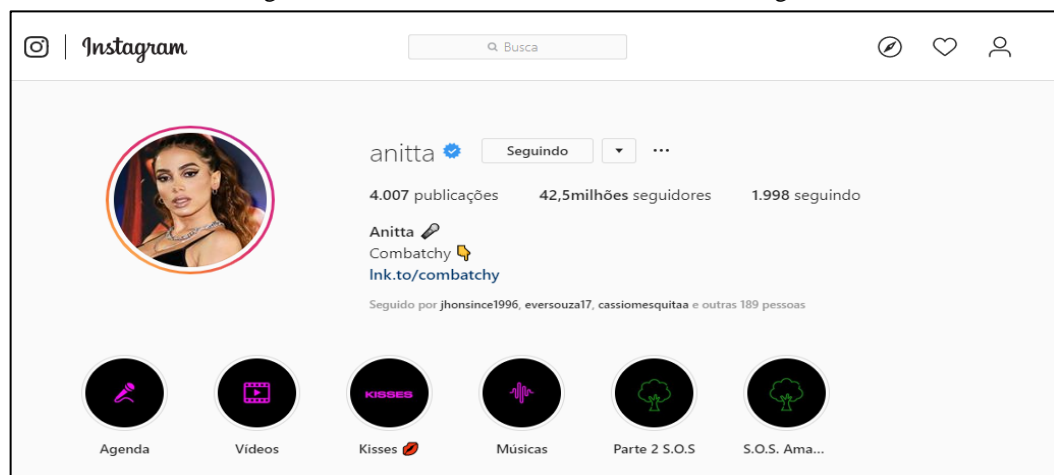 Instagram
Busca
anitta Seguindo ...
4.007 publicações 42,5milhões seguidores 1.998 seguindo
Anitta 🎤
Combatchy 👇
lnk.to/combatchy
Seguido por jhonsince1996, eversouza17, cassiomesquitaa e outras 189 pessoas
KISSES
Agenda Vídeos Kisses 💋 Músicas Parte 2 S.O.S S.O.S. Ama...